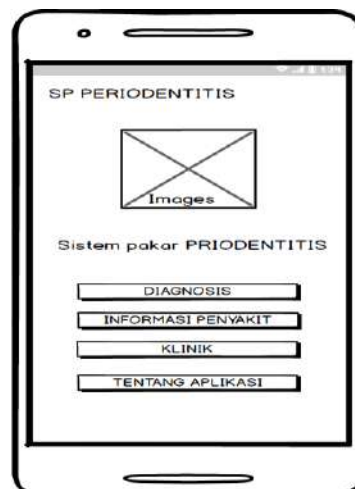 SP PERIODENTITIS
Images
Sistem pakar PRIODENTITIS
DIAGNOSIS
INFORMASI PENYAKIT
KLINIK
TENTANG APLIKASI